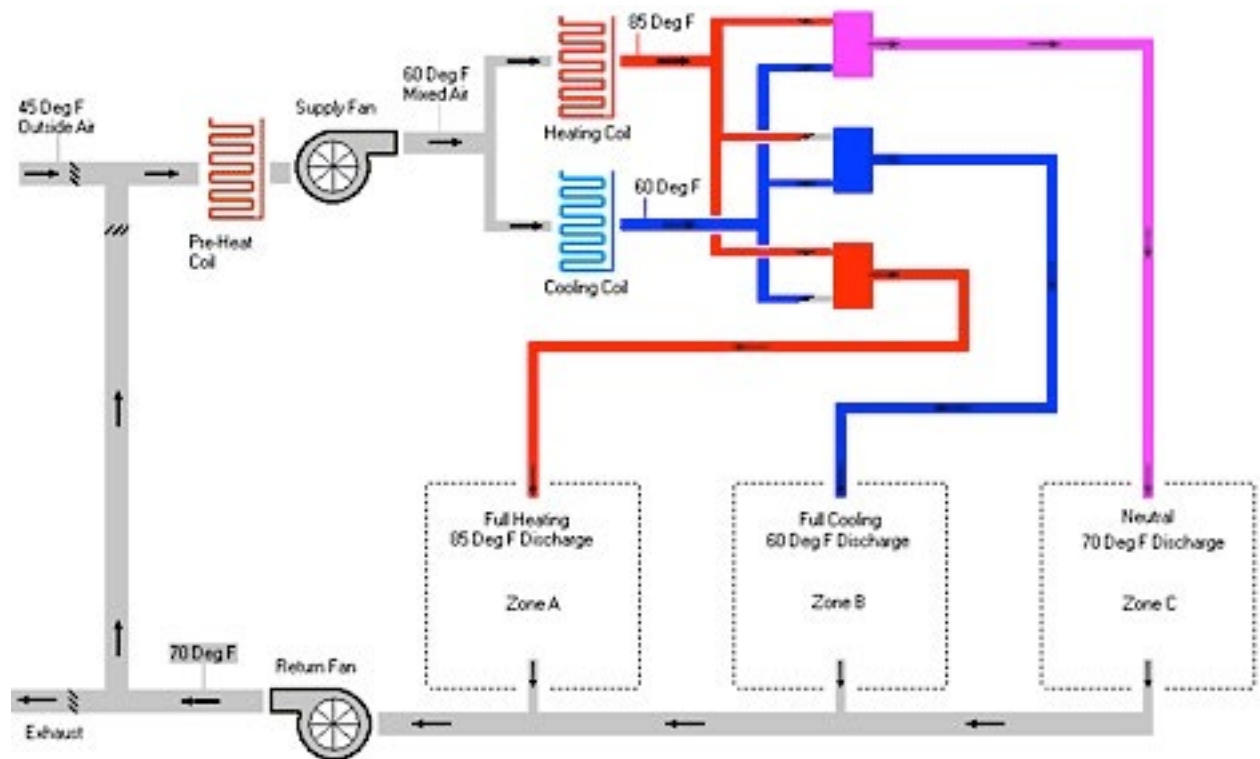 85 Deg F
60 Deg F
Mixed Air
45 Deg F
Outside Air
Supply Fan
Heating Coil
60 Deg F
Pre-Heat
Coil
Cooling Coil
Full Heating
85 Deg F Discharge
Zone A
Full Cooling
60 Deg F Discharge
Zone B
Neutral
70 Deg F Discharge
Zone C
70 Deg F
Return Fan
Exhaust